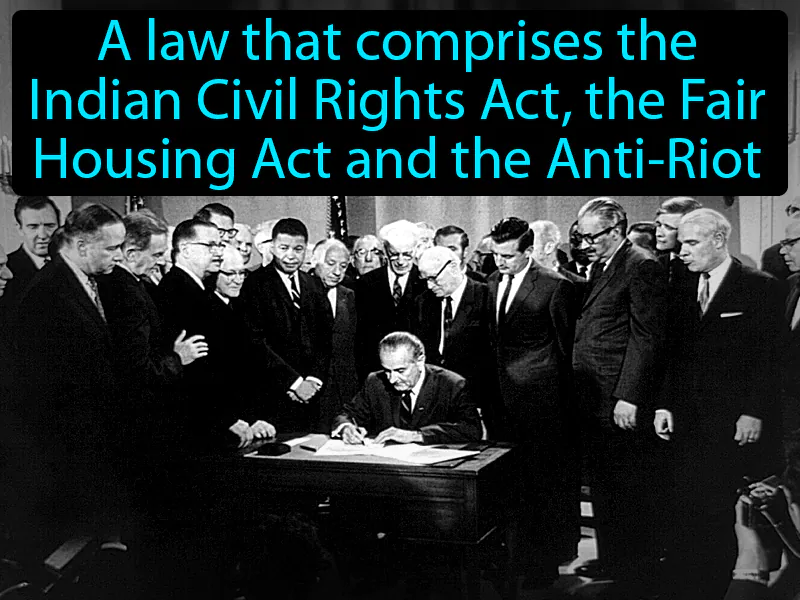 A law that comprises the
Indian Civil Rights Act, the Fair
Housing Act and the Anti-Riot